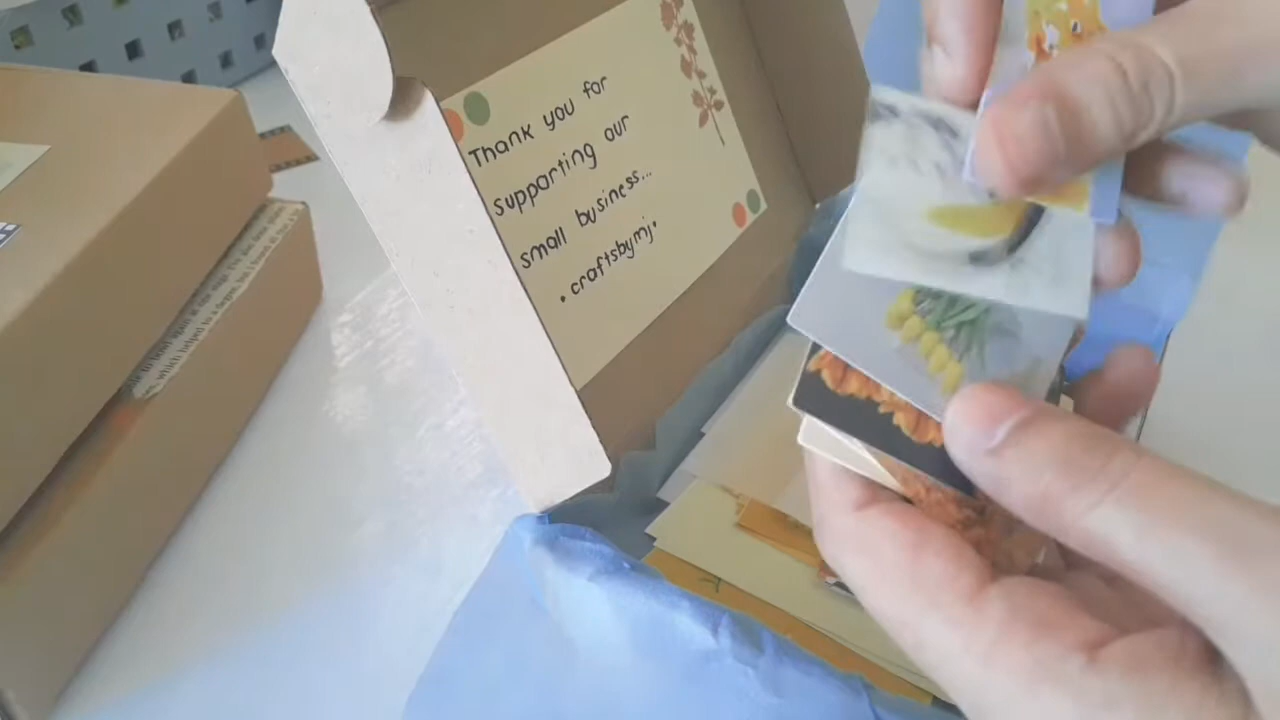 Thank you for
supporting our
small business...
• craftsbymj •